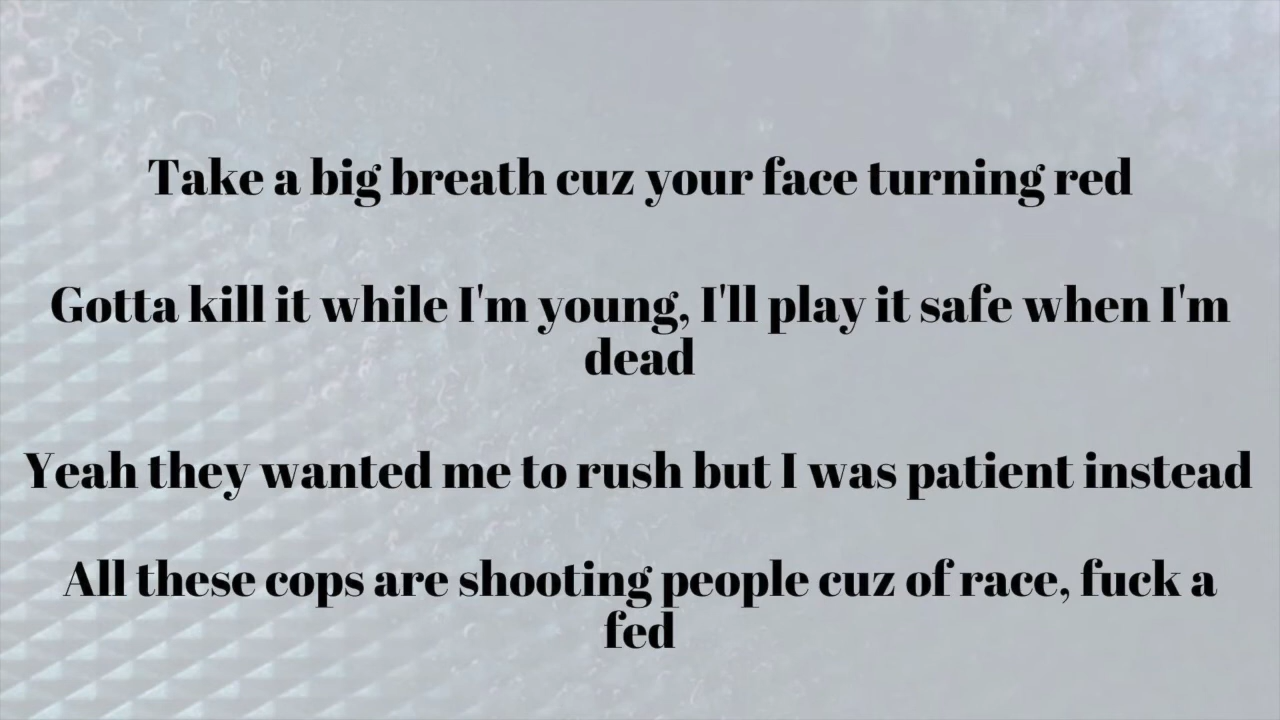 Take a big breath cuz your face turning red
Gotta kill it while I'm young, I'll play it safe when I'm
dead
Yeah they wanted me to rush but I was patient instead
All these cops are shooting people cuz of race, fuck a
fed